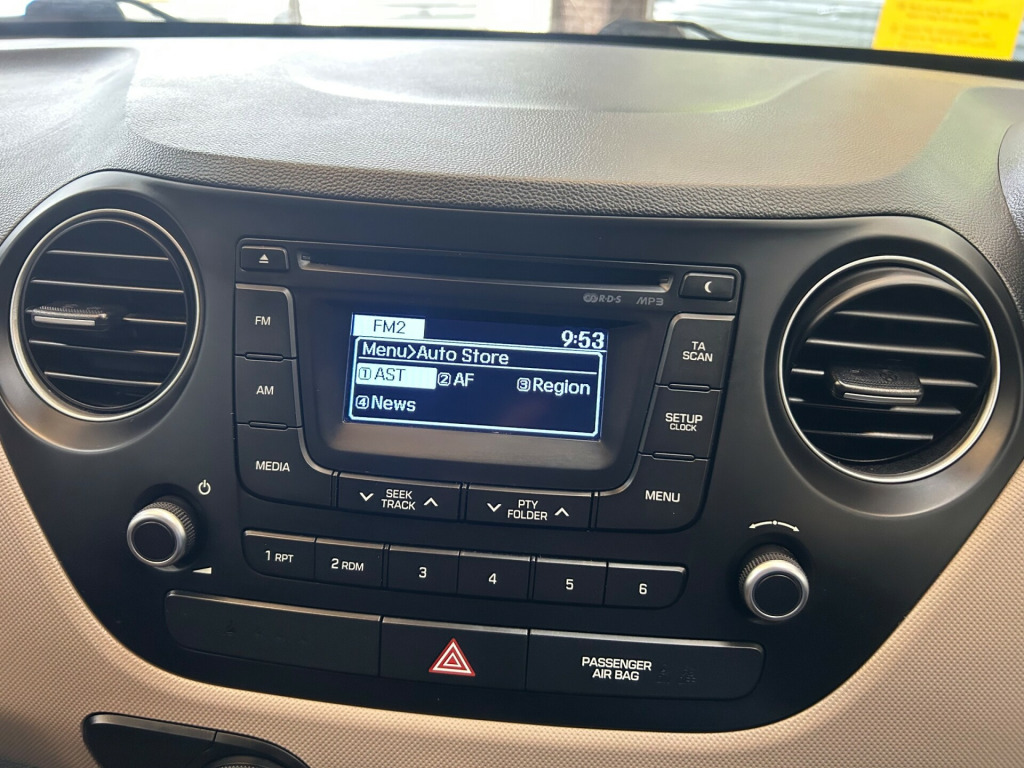 R·D·S MP3
FM
AM
MEDIA
FM2 9:53
Menu>Auto Store
①AST ②AF ③Region
④News
TA
SCAN
SETUP
CLOCK
MENU
SEEK
TRACK
PTY
FOLDER
1 RPT 2 RDM 3 4 5 6
PASSENGER
AIR BAG